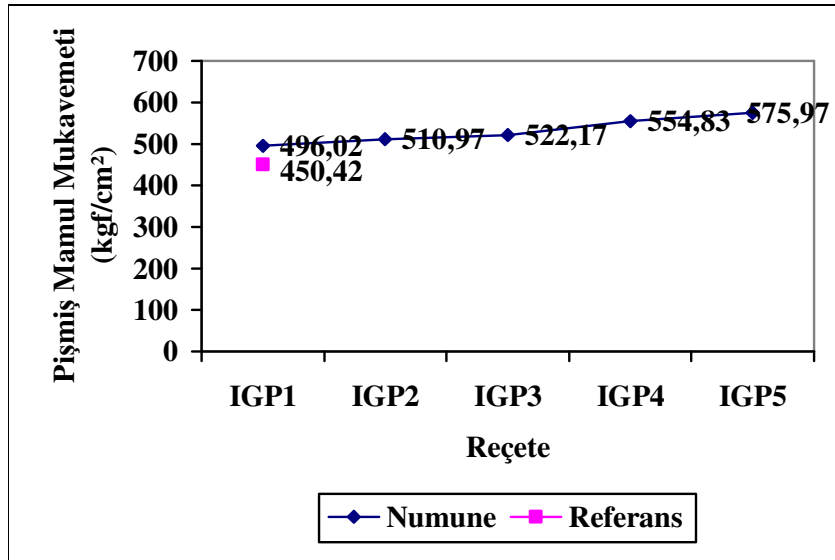 Pişmiş Mamul Mukavemeti
(kgf/cm²)
700
600
500
400
300
200
100
0
496,02
510,97
522,17
554,83
575,97
450,42
IGP1 IGP2 IGP3 IGP4 IGP5
Reçete
Numune Referans